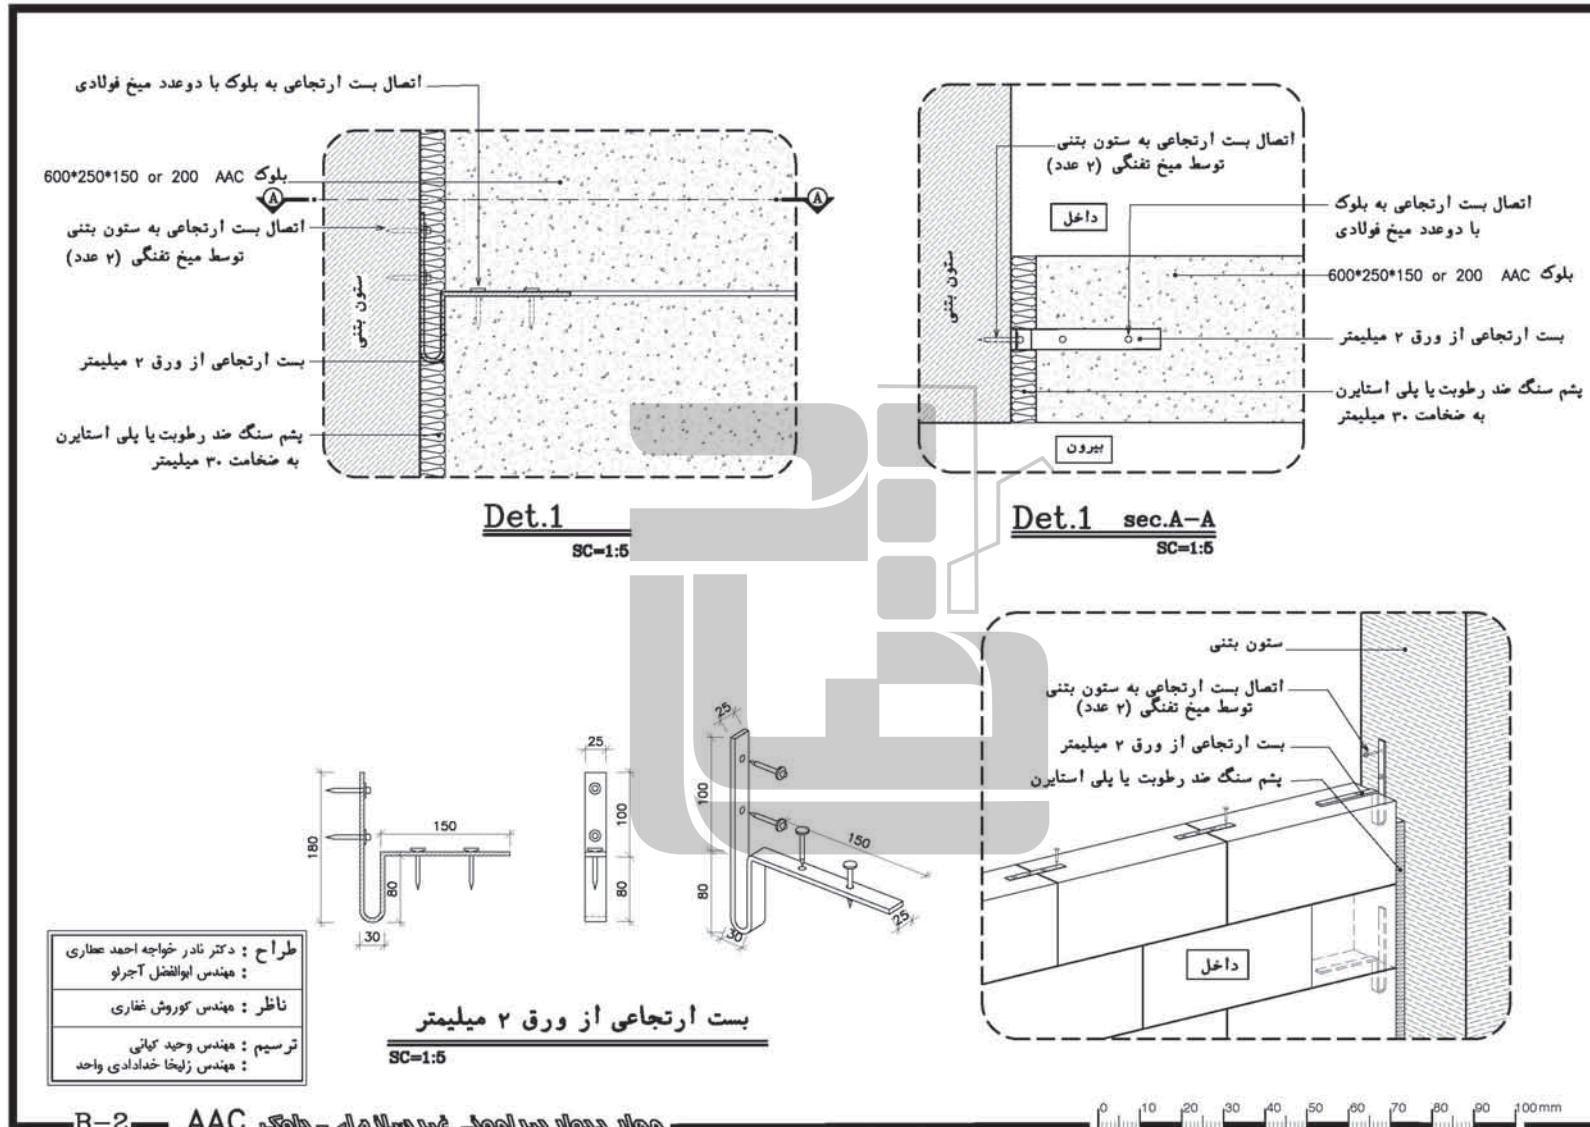 اتصال بست ارتجاعی به بلوک با دوعدد میخ فولادی
بلوک 600*250*150 or 200 AAC
A
A
اتصال بست ارتجاعی به ستون بتنی
توسط میخ تفنگی (۲ عدد)
ستون بتنی
بست ارتجاعی از ورق ۲ میلیمتر
پشم سنگ ضد رطوبت یا پلی استایرن
به ضخامت ۳۰ میلیمتر
Det.1
SC=1:5
اتصال بست ارتجاعی به ستون بتنی
توسط میخ تفنگی (۲ عدد)
داخل
اتصال بست ارتجاعی به بلوک
با دوعدد میخ فولادی
ستون بتنی
بلوک 600*250*150 or 200 AAC
بست ارتجاعی از ورق ۲ میلیمتر
پشم سنگ ضد رطوبت یا پلی استایرن
به ضخامت ۳۰ میلیمتر
بیرون
Det.1 sec.A-A
SC=1:5
ستون بتنی
اتصال بست ارتجاعی به ستون بتنی
توسط میخ تفنگی (۲ عدد)
بست ارتجاعی از ورق ۲ میلیمتر
پشم سنگ ضد رطوبت یا پلی استایرن
داخل
180
150
80
30
25
100
80
25
100
150
80
30
25
بست ارتجاعی از ورق ۲ میلیمتر
SC=1:5
طراح : دکتر نادر خواجه احمد عطاری
: مهندس ابوالفضل آجرلو
ناظر : مهندس کوروش غفاری
ترسیم : مهندس وحید کیانی
: مهندس زلیخا خدادادی واحد
B-2
مهار دیوار پیرامونی غیر سازه‌ای - بلوک AAC
0 10 20 30 40 50 60 70 80 90 100mm